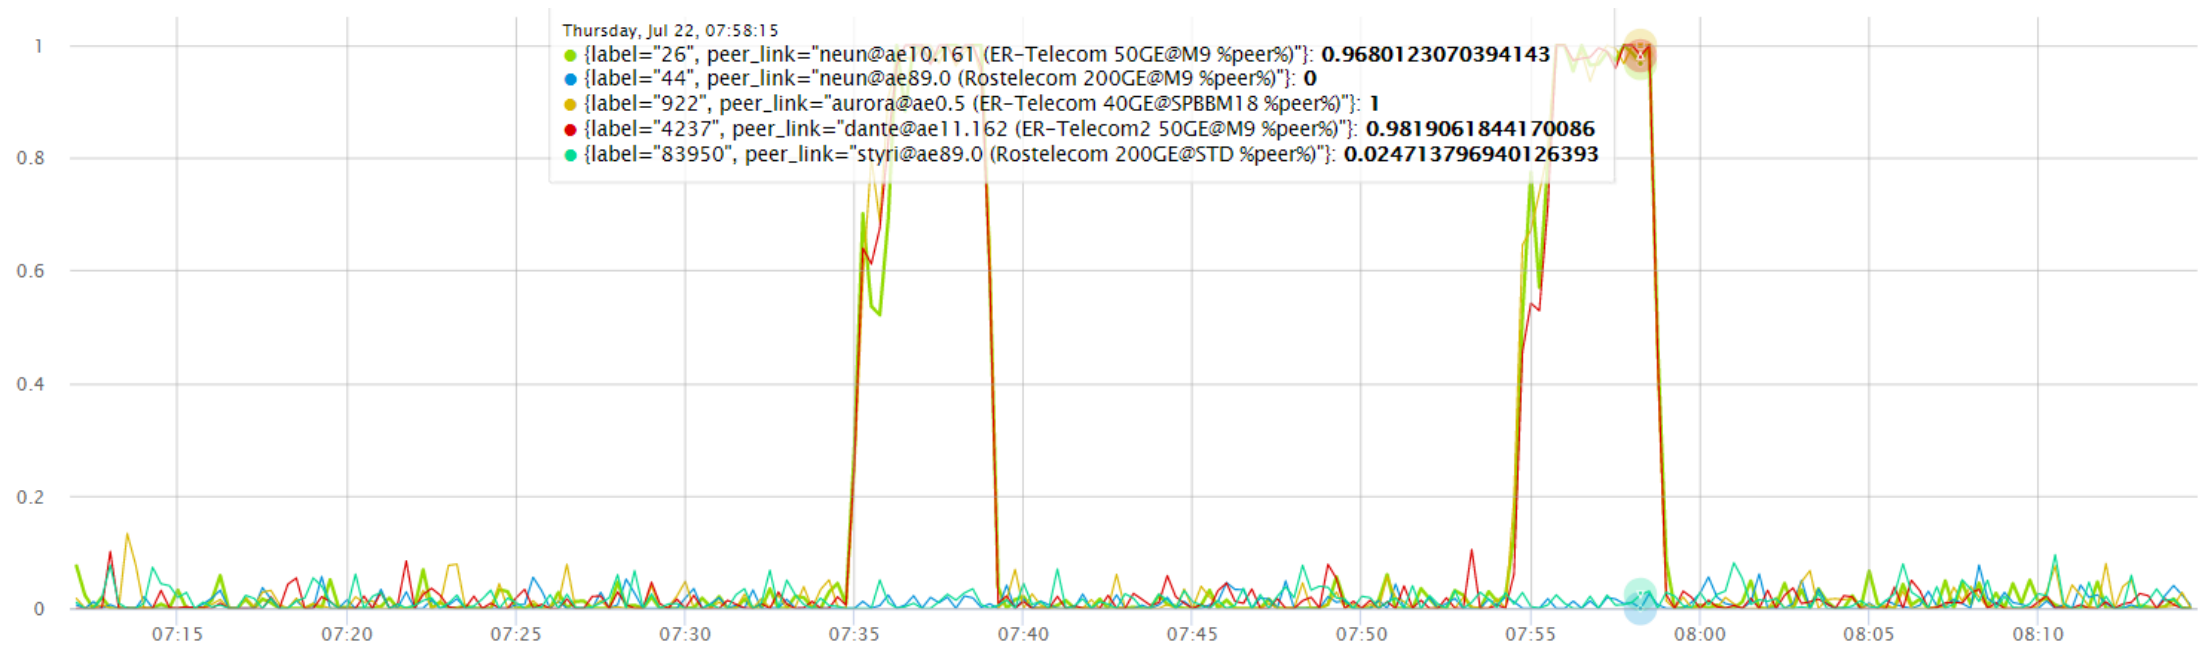 Thursday, Jul 22, 07:58:15
{label="26", peer_link="neun@ae10.161 (ER-Telecom 50GE@M9 %peer%)"}: 0.9680123070394143
{label="44", peer_link="neun@ae89.0 (Rostelecom 200GE@M9 %peer%)"}: 0
{label="922", peer_link="aurora@ae0.5 (ER-Telecom 40GE@SPBBM18 %peer%)"}: 1
{label="4237", peer_link="dante@ae11.162 (ER-Telecom2 50GE@M9 %peer%)"}: 0.9819061844170086
{label="83950", peer_link="styri@ae89.0 (Rostelecom 200GE@STD %peer%)"}: 0.024713796940126393
1
0.8
0.6
0.4
0.2
0
07:15 07:20 07:25 07:30 07:35 07:40 07:45 07:50 07:55 08:00 08:05 08:10